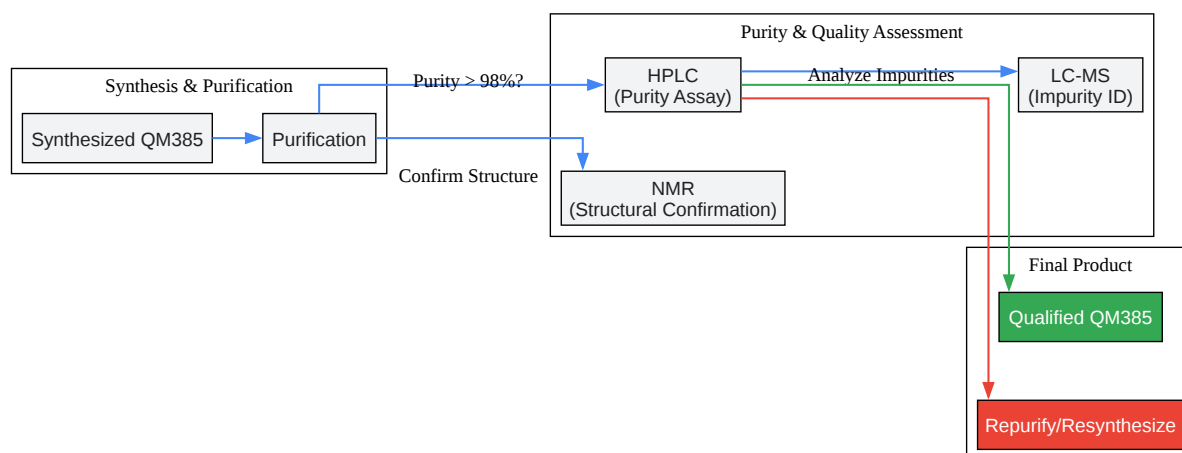 Purity & Quality Assessment
Synthesis & Purification
Synthesized QM385
Purification
Purity > 98%?
Confirm Structure
HPLC
(Purity Assay)
Analyze Impurities
LC-MS
(Impurity ID)
NMR
(Structural Confirmation)
Final Product
Qualified QM385
Repurify/Resynthesize